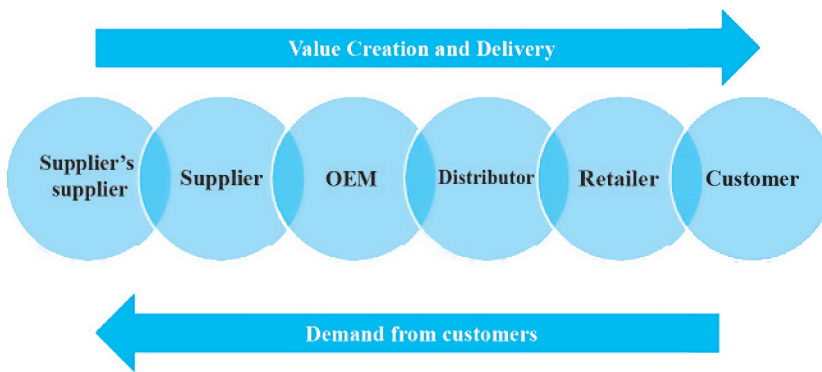 Value Creation and Delivery
Supplier’s
supplier
Supplier
OEM
Distributor
Retailer
Customer
Demand from customers